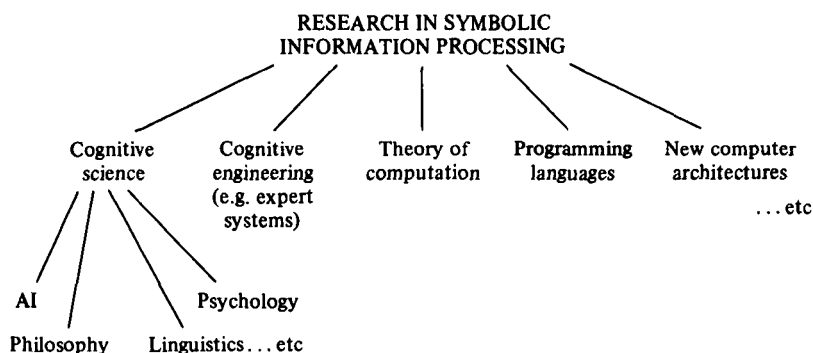 RESEARCH IN SYMBOLIC
INFORMATION PROCESSING
Cognitive
science
Cognitive
engineering
(e.g. expert
systems)
Theory of
computation
Programming
languages
New computer
architectures
...etc
AI
Psychology
Philosophy
Linguistics...etc